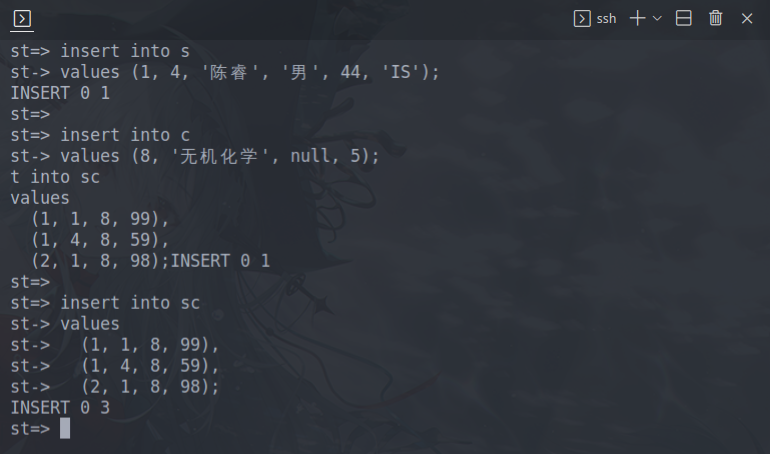 ssh
st=> insert into s
st-> values (1, 4, '陈睿', '男', 44, 'IS');
INSERT 0 1
st=>
st=> insert into c
st-> values (8, '无机化学', null, 5);
t into sc
values
  (1, 1, 8, 99),
  (1, 4, 8, 59),
  (2, 1, 8, 98);INSERT 0 1
st=>
st=> insert into sc
st-> values
st->   (1, 1, 8, 99),
st->   (1, 4, 8, 59),
st->   (2, 1, 8, 98);
INSERT 0 3
st=>